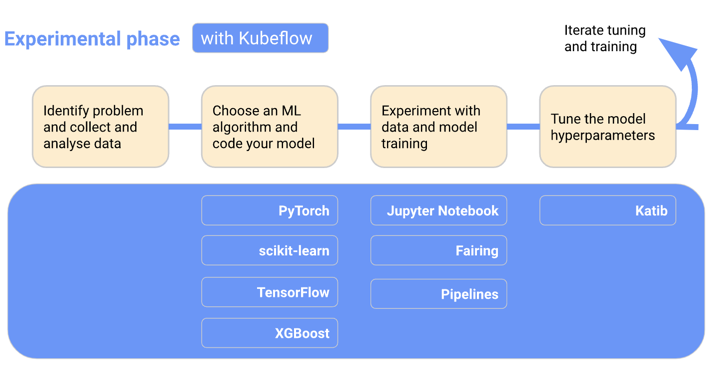 Experimental phase with Kubeflow
Iterate tuning
and training
Identify problem
and collect and
analyse data
Choose an ML
algorithm and
code your model
Experiment with
data and model
training
Tune the model
hyperparameters
PyTorch
scikit-learn
TensorFlow
XGBoost
Jupyter Notebook
Fairing
Pipelines
Katib